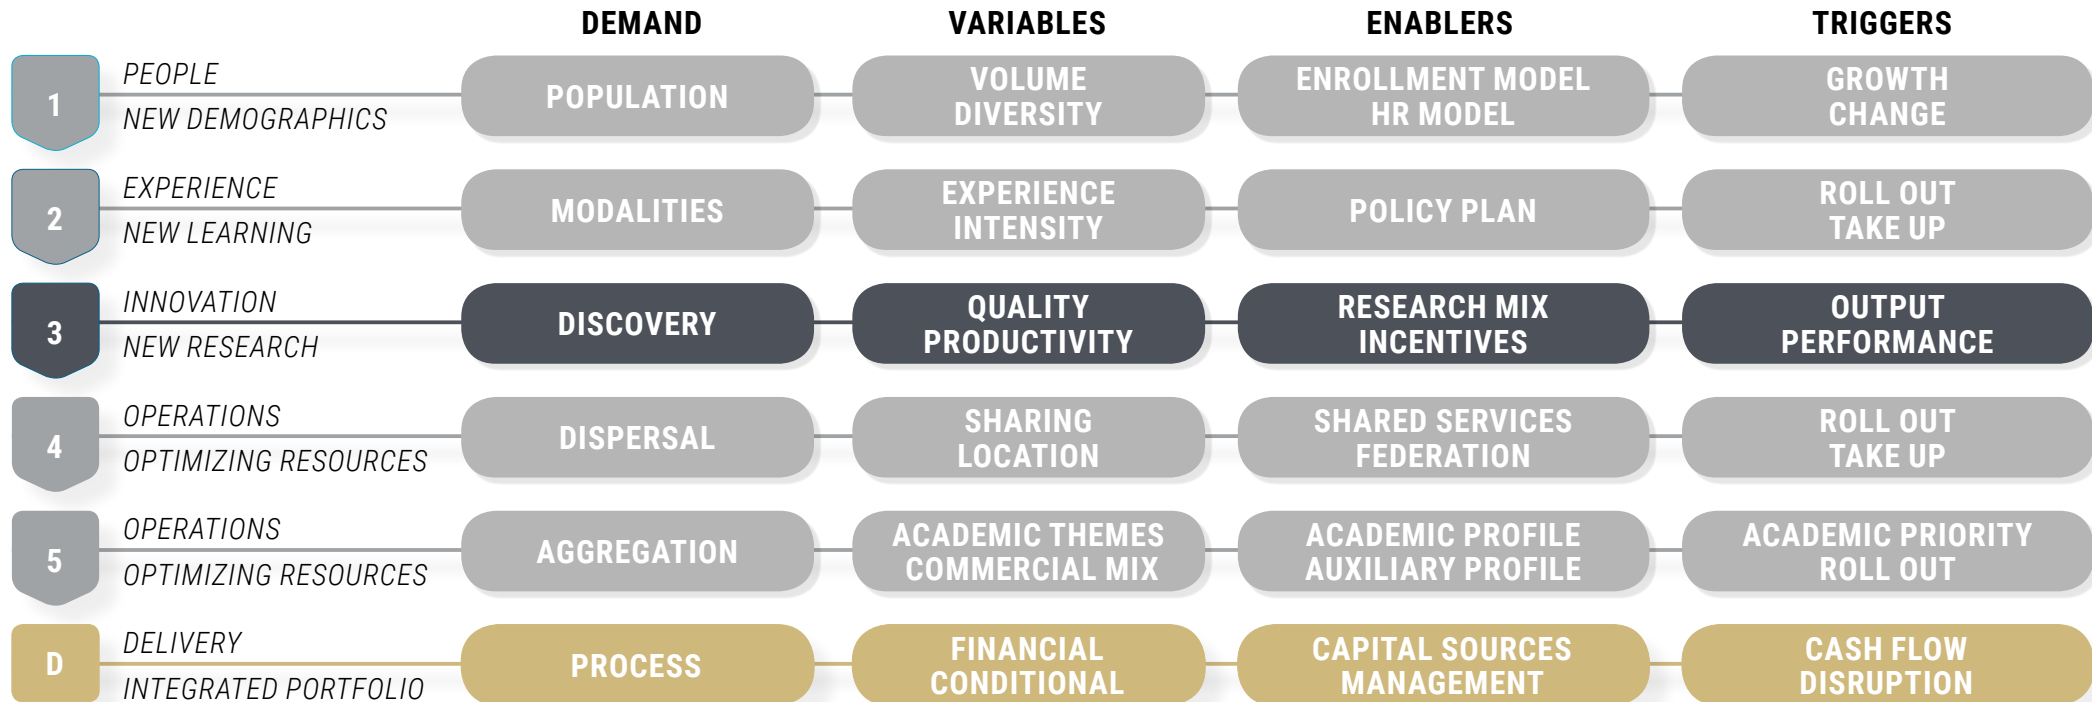 DEMAND VARIABLES ENABLERS TRIGGERS
1
PEOPLE
NEW DEMOGRAPHICS
POPULATION
VOLUME
DIVERSITY
ENROLLMENT MODEL
HR MODEL
GROWTH
CHANGE
2
EXPERIENCE
NEW LEARNING
MODALITIES
EXPERIENCE
INTENSITY
POLICY PLAN
ROLL OUT
TAKE UP
3
INNOVATION
NEW RESEARCH
DISCOVERY
QUALITY
PRODUCTIVITY
RESEARCH MIX
INCENTIVES
OUTPUT
PERFORMANCE
4
OPERATIONS
OPTIMIZING RESOURCES
DISPERSAL
SHARING
LOCATION
SHARED SERVICES
FEDERATION
ROLL OUT
TAKE UP
5
OPERATIONS
OPTIMIZING RESOURCES
AGGREGATION
ACADEMIC THEMES
COMMERCIAL MIX
ACADEMIC PROFILE
AUXILIARY PROFILE
ACADEMIC PRIORITY
ROLL OUT
D
DELIVERY
INTEGRATED PORTFOLIO
PROCESS
FINANCIAL
CONDITIONAL
CAPITAL SOURCES
MANAGEMENT
CASH FLOW
DISRUPTION